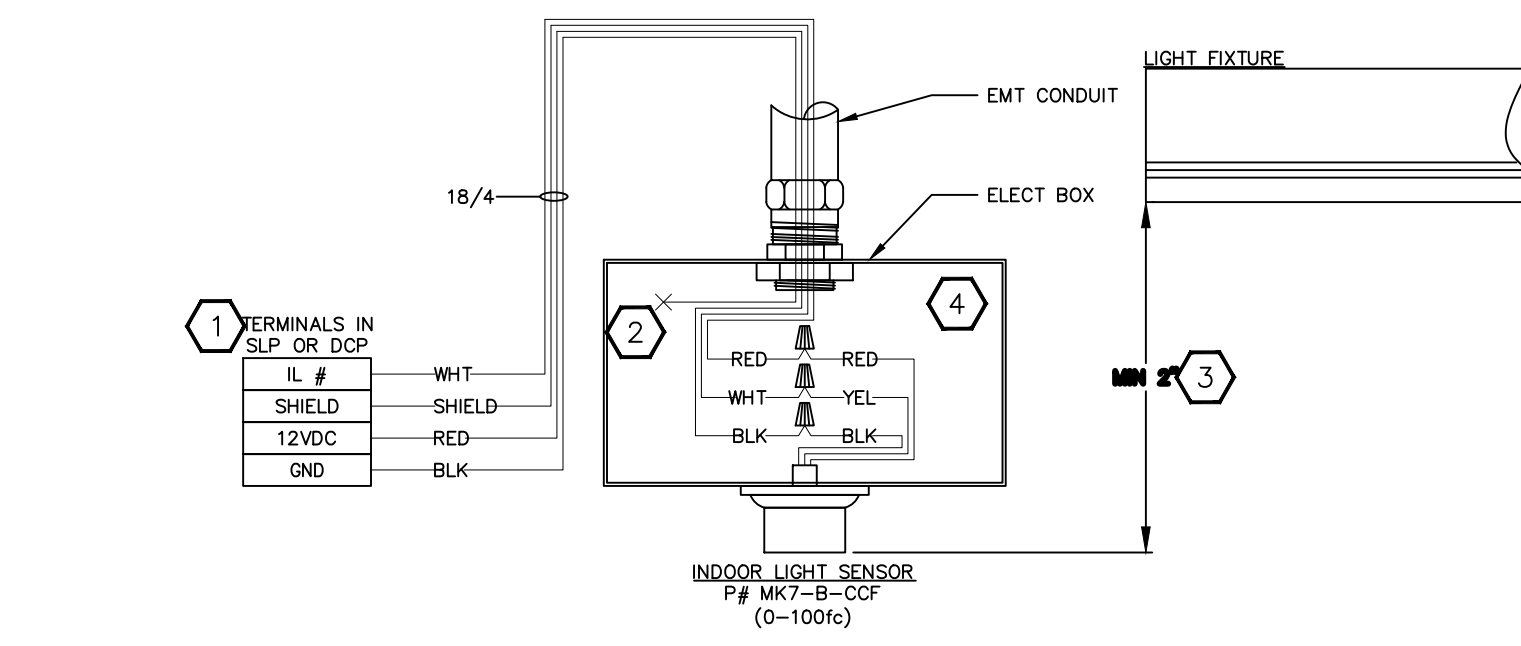 LIGHT FIXTURE
EMT CONDUIT
18/4
ELECT BOX
1
TERMINALS IN
SLP OR DCP
IL #
WHT
SHIELD
SHIELD
12VDC
RED
GND
BLK
2
4
RED
RED
WHT
YEL
BLK
BLK
MIN 2"
3
INDOOR LIGHT SENSOR
P# MK7-B-CCF
(0-100fc)